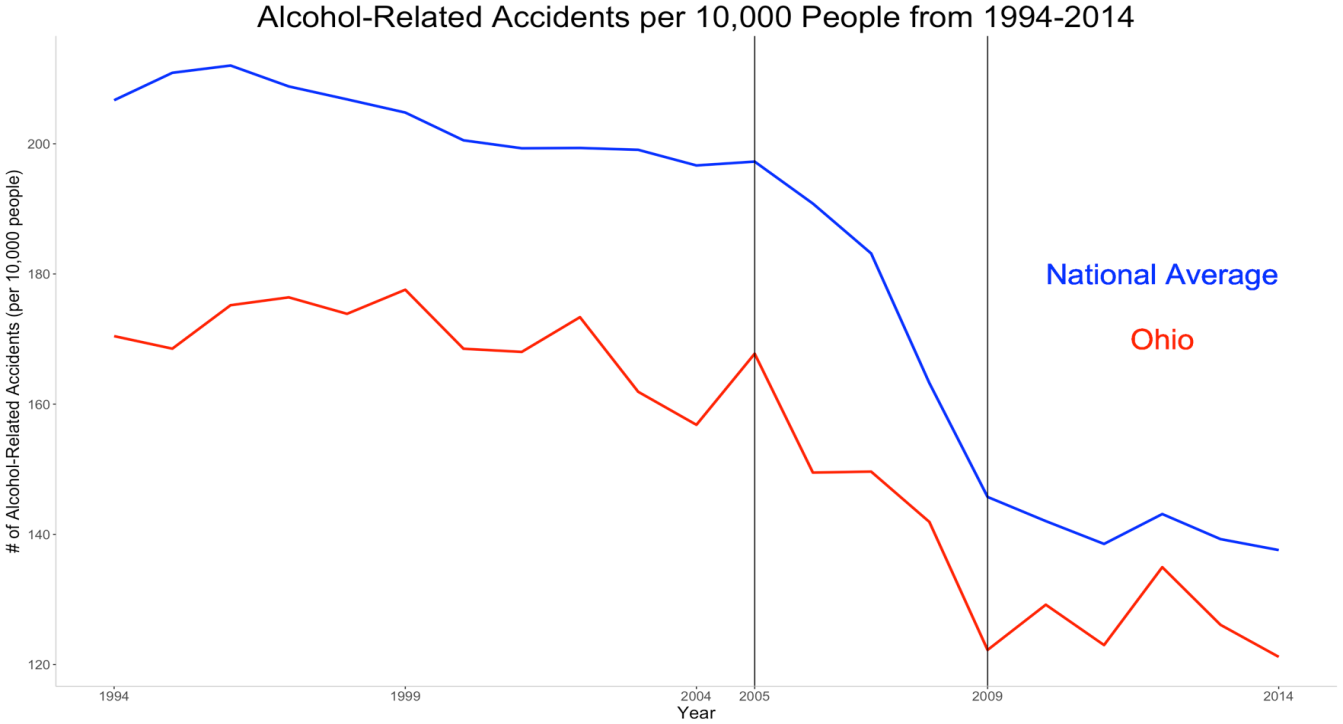 Alcohol-Related Accidents per 10,000 People from 1994-2014
# of Alcohol-Related Accidents (per 10,000 people)
200
180
160
140
120
National Average
Ohio
1994 1999 2004 2005 2009 2014
Year